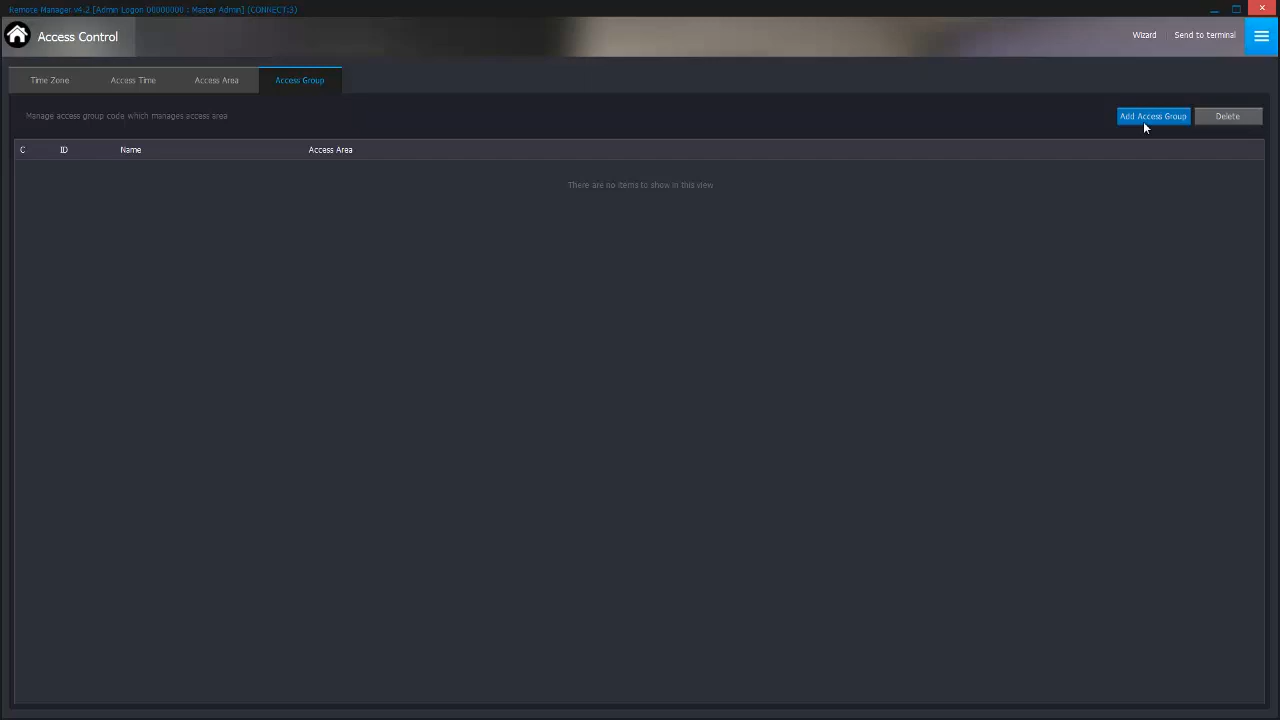 Remote Manager v4.2 [Admin Logon 00000000 : Master Admin] (CONNECT:3)
Access Control
Wizard
Send to terminal
Time Zone
Access Time
Access Area
Access Group
Manage access group code which manages access area
Add Access Group
Delete
C
ID
Name
Access Area
There are no items to show in this view